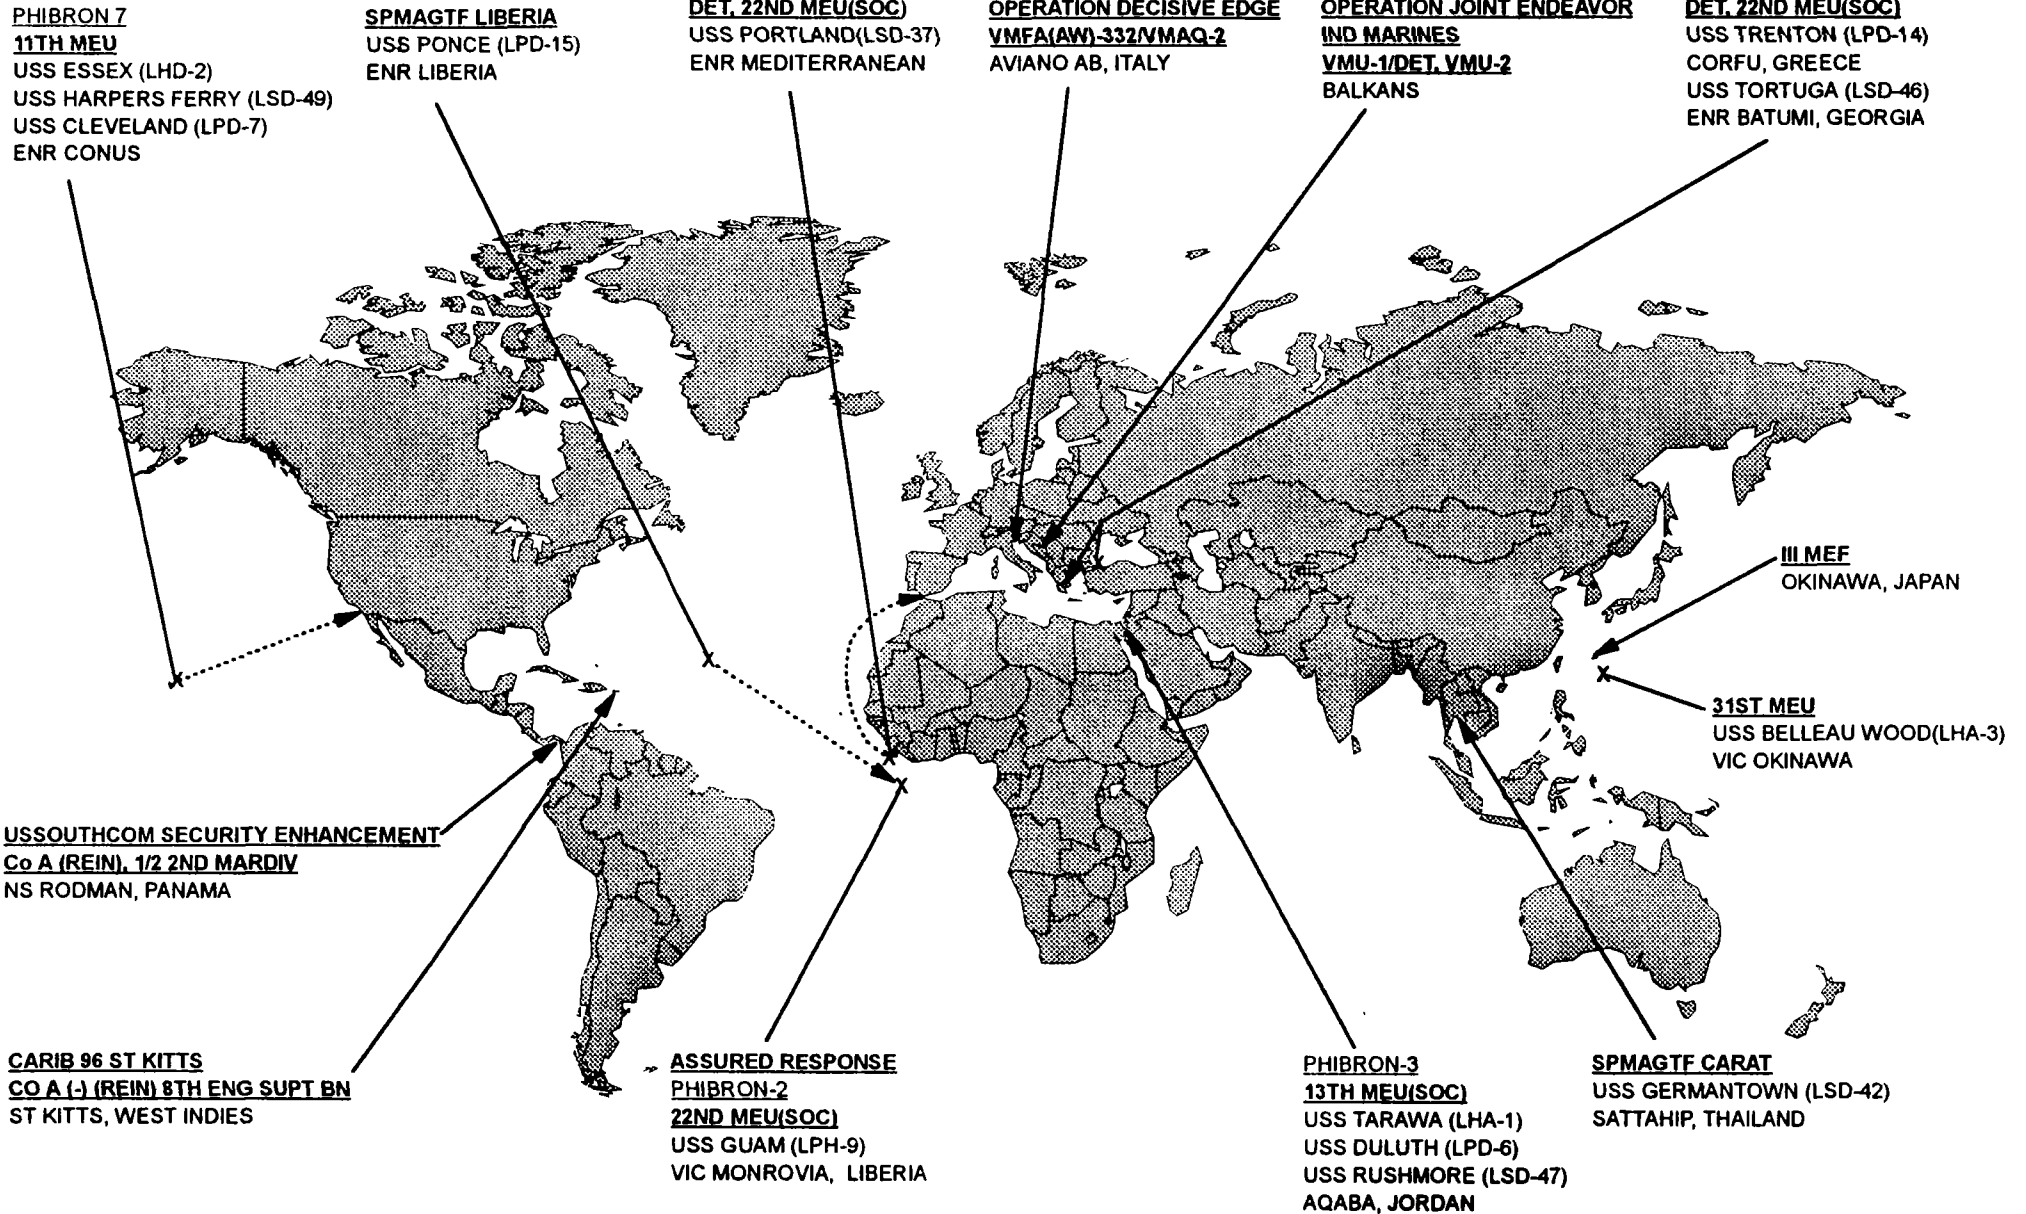 PHIBRON 7
11TH MEU
USS ESSEX (LHD-2)
USS HARPERS FERRY (LSD-49)
USS CLEVELAND (LPD-7)
ENR CONUS
SPMAGTF LIBERIA
USS PONCE (LPD-15)
ENR LIBERIA
DET, 22ND MEU(SOC)
USS PORTLAND(LSD-37)
ENR MEDITERRANEAN
OPERATION DECISIVE EDGE
VMFA(AW)-332/VMAQ-2
AVIANO AB, ITALY
OPERATION JOINT ENDEAVOR
IND MARINES
VMU-1/DET, VMU-2
BALKANS
DET, 22ND MEU(SOC)
USS TRENTON (LPD-14)
CORFU, GREECE
USS TORTUGA (LSD-46)
ENR BATUMI, GEORGIA
III MEF
OKINAWA, JAPAN
31ST MEU
USS BELLEAU WOOD(LHA-3)
VIC OKINAWA
USSOUTHCOM SECURITY ENHANCEMENT
Co A (REIN), 1/2 2ND MARDIV
NS RODMAN, PANAMA
CARIB 96 ST KITTS
CO A (-) (REIN) 8TH ENG SUPT BN
ST KITTS, WEST INDIES
ASSURED RESPONSE
PHIBRON-2
22ND MEU(SOC)
USS GUAM (LPH-9)
VIC MONROVIA, LIBERIA
PHIBRON-3
13TH MEU(SOC)
USS TARAWA (LHA-1)
USS DULUTH (LPD-6)
USS RUSHMORE (LSD-47)
AQABA, JORDAN
SPMAGTF CARAT
USS GERMANTOWN (LSD-42)
SATTAHIP, THAILAND